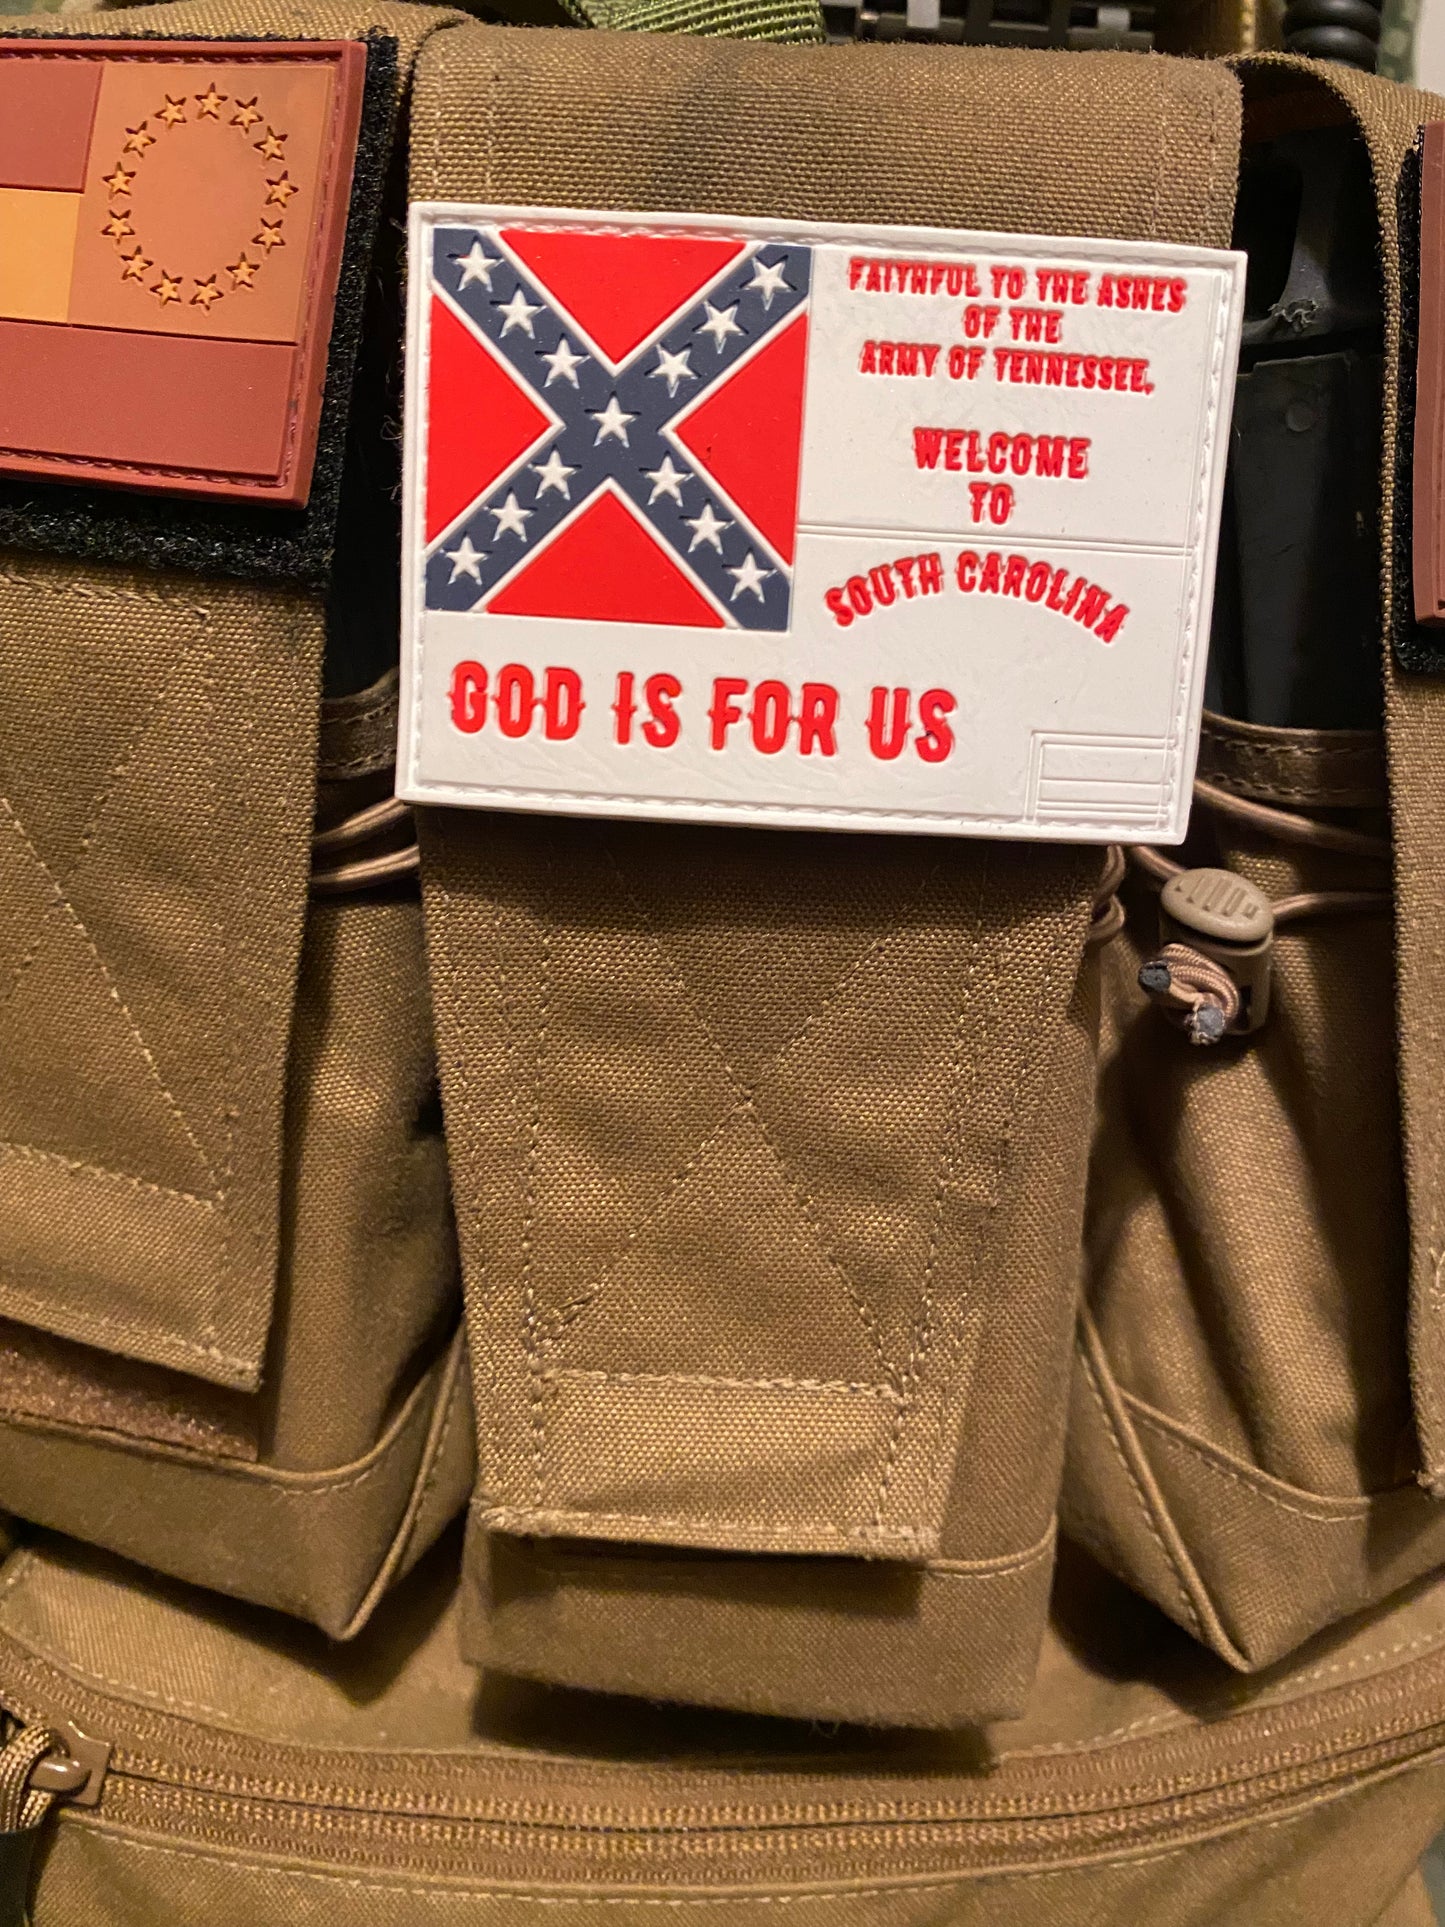 FAITHFUL TO THE ASHES
OF THE
ARMY OF TENNESSEE,
WELCOME
TO
SOUTH CAROLINA
GOD IS FOR US